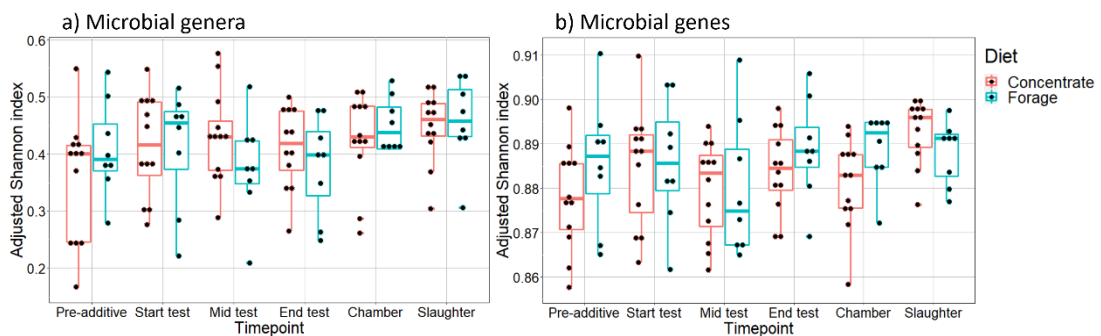 a) Microbial genera
b) Microbial genes
Adjusted Shannon index
0.6
0.5
0.4
0.3
0.2
Pre-additive Start test Mid test End test Chamber Slaughter
Timepoint
Adjusted Shannon index
0.91
0.90
0.89
0.88
0.87
0.86
Pre-additive Start test Mid test End test Chamber Slaughter
Timepoint
Diet
Concentrate
Forage